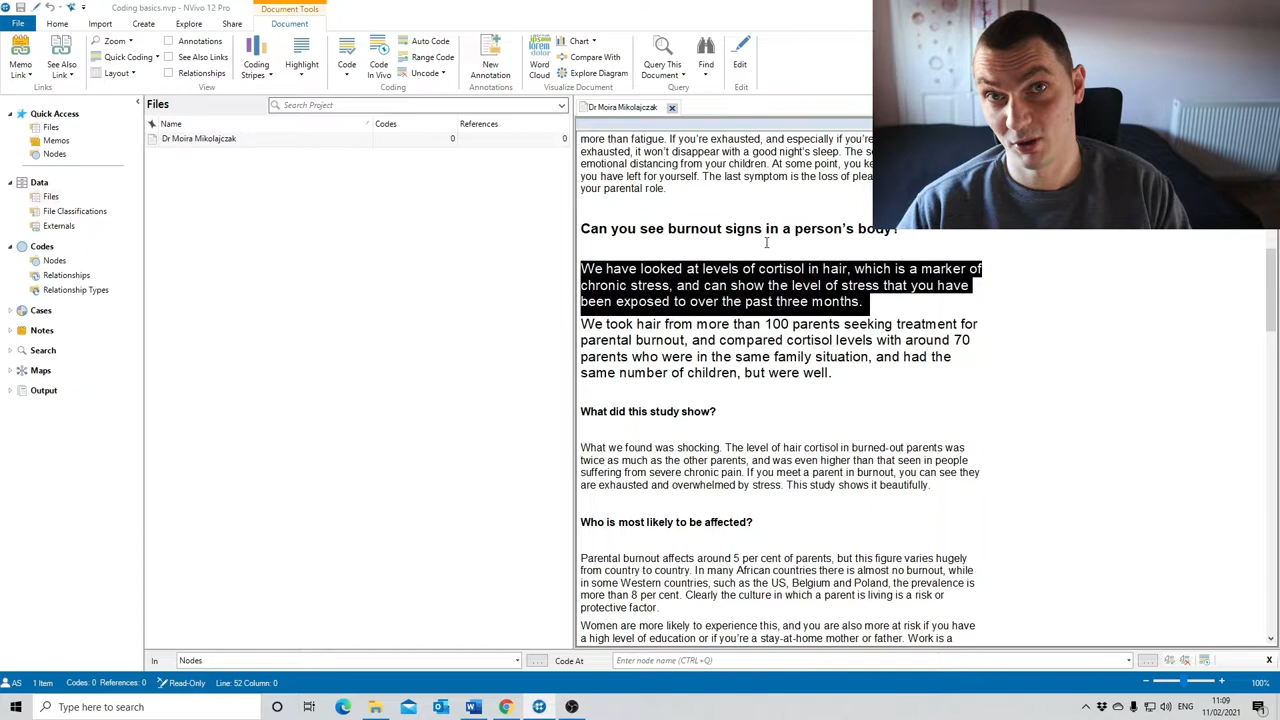 Coding basics.nvp - NVivo 12 Pro
Document Tools
File Home Import Create Explore Share Document
Zoom Annotations Auto Code Chart
Quick Coding See Also Links Range Code Compare With
Layout Relationships Uncode Explore Diagram
Memo Link See Also Link Coding Stripes Highlight Code Code In Vivo New Annotation Word Cloud Query This Document Find Edit
Links View Coding Annotations Visualize Document Query Edit
Quick Access
Files
Memos
Nodes
Data
Files
File Classifications
Externals
Codes
Nodes
Relationships
Relationship Types
Cases
Notes
Search
Maps
Output
Files Search Project
Name Codes References
Dr Moira Mikolajczak 0 0
Dr Moira Mikolajczak
more than fatigue. If you're exhausted, and especially if you're
exhausted, it won't disappear with a good night's sleep. The
emotional distancing from your children. At some point, you
you have left for yourself. The last symptom is the loss of
your parental role.
Can you see burnout signs in a person's body?
We have looked at levels of cortisol in hair, which is a marker of
chronic stress, and can show the level of stress that you have
been exposed to over the past three months.
We took hair from more than 100 parents seeking treatment for
parental burnout, and compared cortisol levels with around 70
parents who were in the same family situation, and had the
same number of children, but were well.
What did this study show?
What we found was shocking. The level of hair cortisol in burned-out parents was
twice as much as the other parents, and was even higher than that seen in people
suffering from severe chronic pain. If you meet a parent in burnout, you can see they
are exhausted and overwhelmed by stress. This study shows it beautifully.
Who is most likely to be affected?
Parental burnout affects around 5 per cent of parents, but this figure varies hugely
from country to country. In many African countries there is almost no burnout, while
in some Western countries, such as the US, Belgium and Poland, the prevalence is
more than 8 per cent. Clearly the culture in which a parent is living is a risk or
protective factor.
Women are more likely to experience this, and you are also more at risk if you have
a high level of education or if you're a stay-at-home mother or father. Work is a
In Nodes ... Code At Enter node name (CTRL+Q) ... X
AS 1 Item Codes: 0 References: 0 Read-Only Line: 52 Column: 0 100%
Type here to search
11:09
11/02/2021